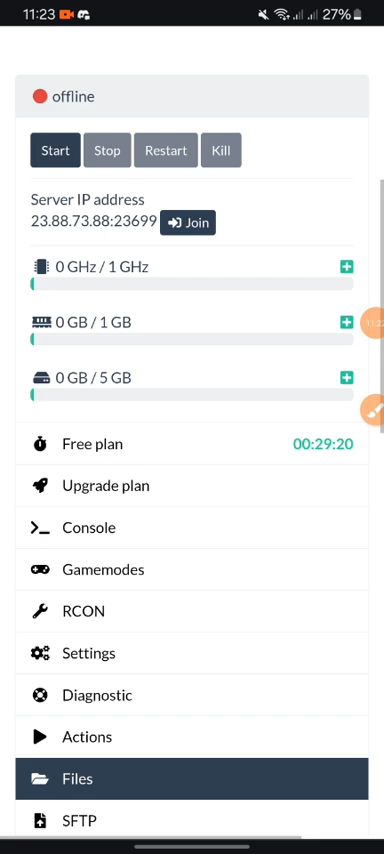 11:23 27%
offline
Start Stop Restart Kill
Server IP address
23.88.73.88:23699 Join
0 GHz / 1 GHz
0 GB / 1 GB
11:22
0 GB / 5 GB
Free plan 00:29:20
Upgrade plan
Console
Gamemodes
RCON
Settings
Diagnostic
Actions
Files
SFTP